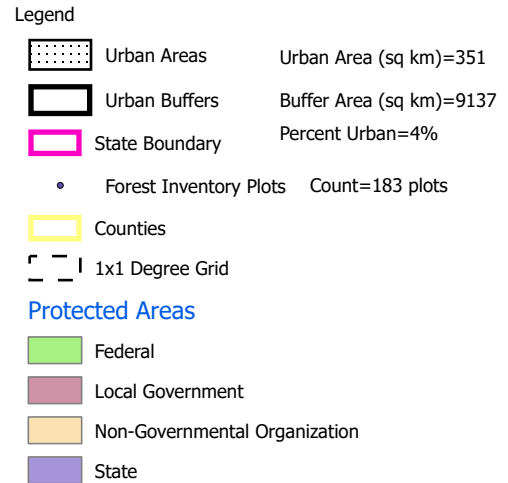 Legend
Urban Areas Urban Area (sq km)=351
Urban Buffers Buffer Area (sq km)=9137
State Boundary Percent Urban=4%
Forest Inventory Plots Count=183 plots
Counties
1x1 Degree Grid
Protected Areas
Federal
Local Government
Non-Governmental Organization
State